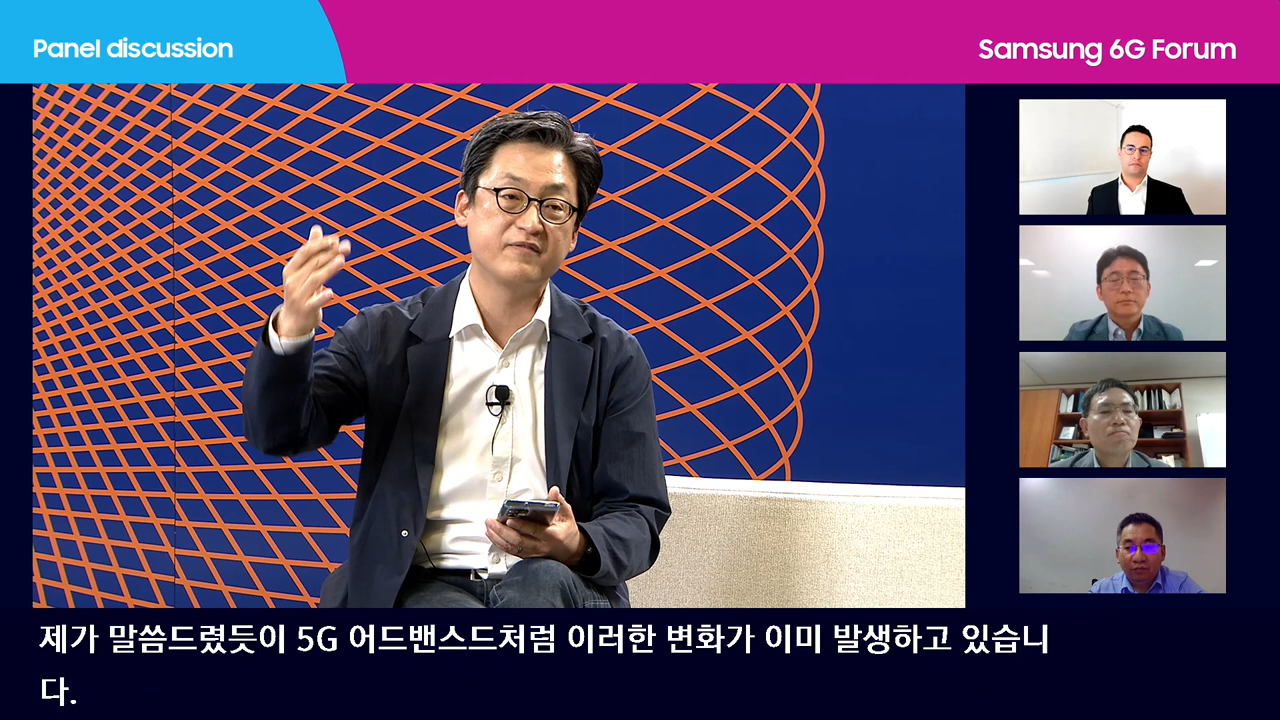 Panel discussion
Samsung 6G Forum
제가 말씀드렸듯이 5G 어드밴스드처럼 이러한 변화가 이미 발생하고 있습니
다.